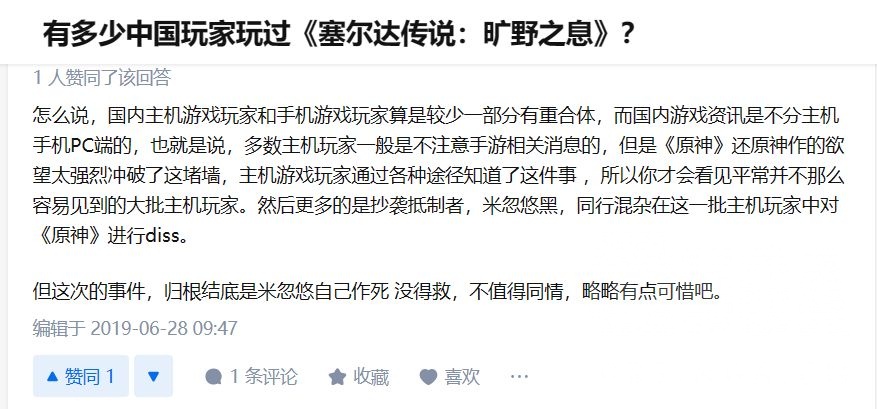 有多少中国玩家玩过《塞尔达传说：旷野之息》？
1 人赞同了该回答
怎么说，国内主机游戏玩家和手机游戏玩家算是较少一部分有重合体，而国内游戏资讯是不分主机
手机PC端的，也就是说，多数主机玩家一般是不注意手游相关消息的，但是《原神》还原神作的欲
望太强烈冲破了这堵墙，主机游戏玩家通过各种途径知道了这件事 ，所以你才会看见平常并不那么
容易见到的大批主机玩家。然后更多的是抄袭抵制者，米忽悠黑，同行混杂在这一批主机玩家中对
《原神》进行diss。
但这次的事件，归根结底是米忽悠自己作死 没得救，不值得同情，略略有点可惜吧。
编辑于 2019-06-28 09:47
赞同 1
1 条评论
收藏
喜欢